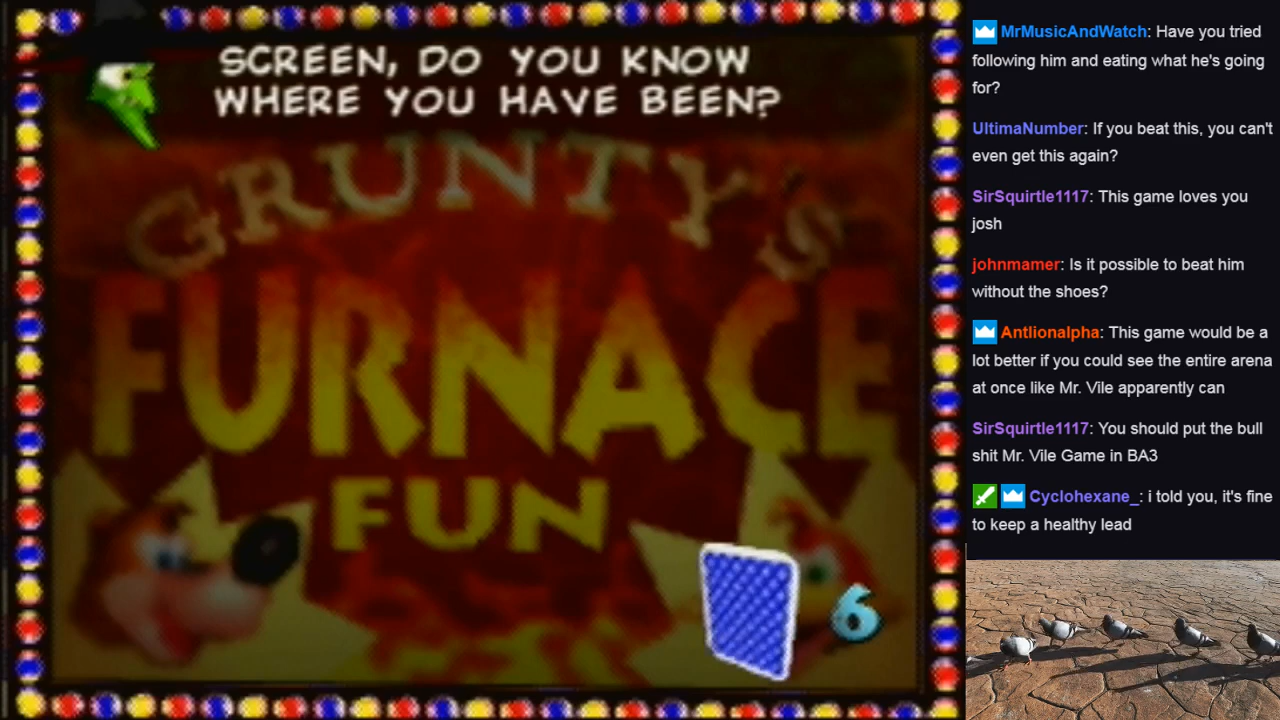 SCREEN, DO YOU KNOW
WHERE YOU HAVE BEEN?
GRUNTY'S
FURNACE
FUN
6
MrMusicAndWatch: Have you tried
following him and eating what he's going
for?
UltimaNumber: If you beat this, you can't
even get this again?
SirSquirtle1117: This game loves you
josh
johnmamer: Is it possible to beat him
without the shoes?
Antlionalpha: This game would be a
lot better if you could see the entire arena
at once like Mr. Vile apparently can
SirSquirtle1117: You should put the bull
shit Mr. Vile Game in BA3
Cyclohexane_: i told you, it's fine
to keep a healthy lead